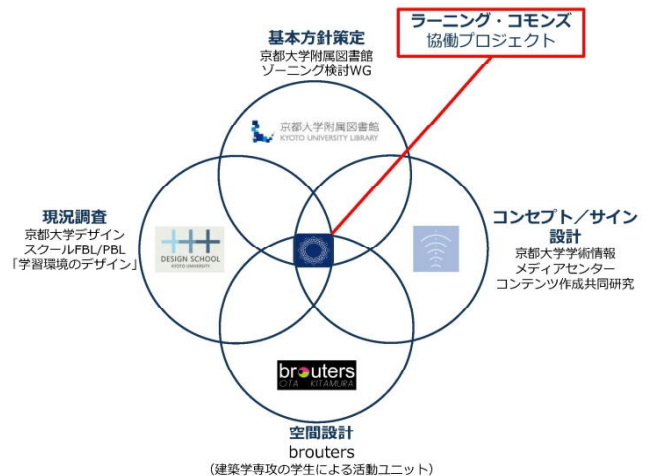 ラーニング・コモンズ
協働プロジェクト
基本方針策定
京都大学附属図書館
ゾーニング検討WG
京都大学附属図書館
KYOTO UNIVERSITY LIBRARY
現況調査
京都大学デザイン
スクールFBL/PBL
「学習環境のデザイン」
DESIGN SCHOOL
KYOTO UNIVERSITY
コンセプト/サイン
設計
京都大学学術情報
メディアセンター
コンテンツ作成共同研究
brouters
OTA KITAMURA
空間設計
brouters
(建築学専攻の学生による活動ユニット)